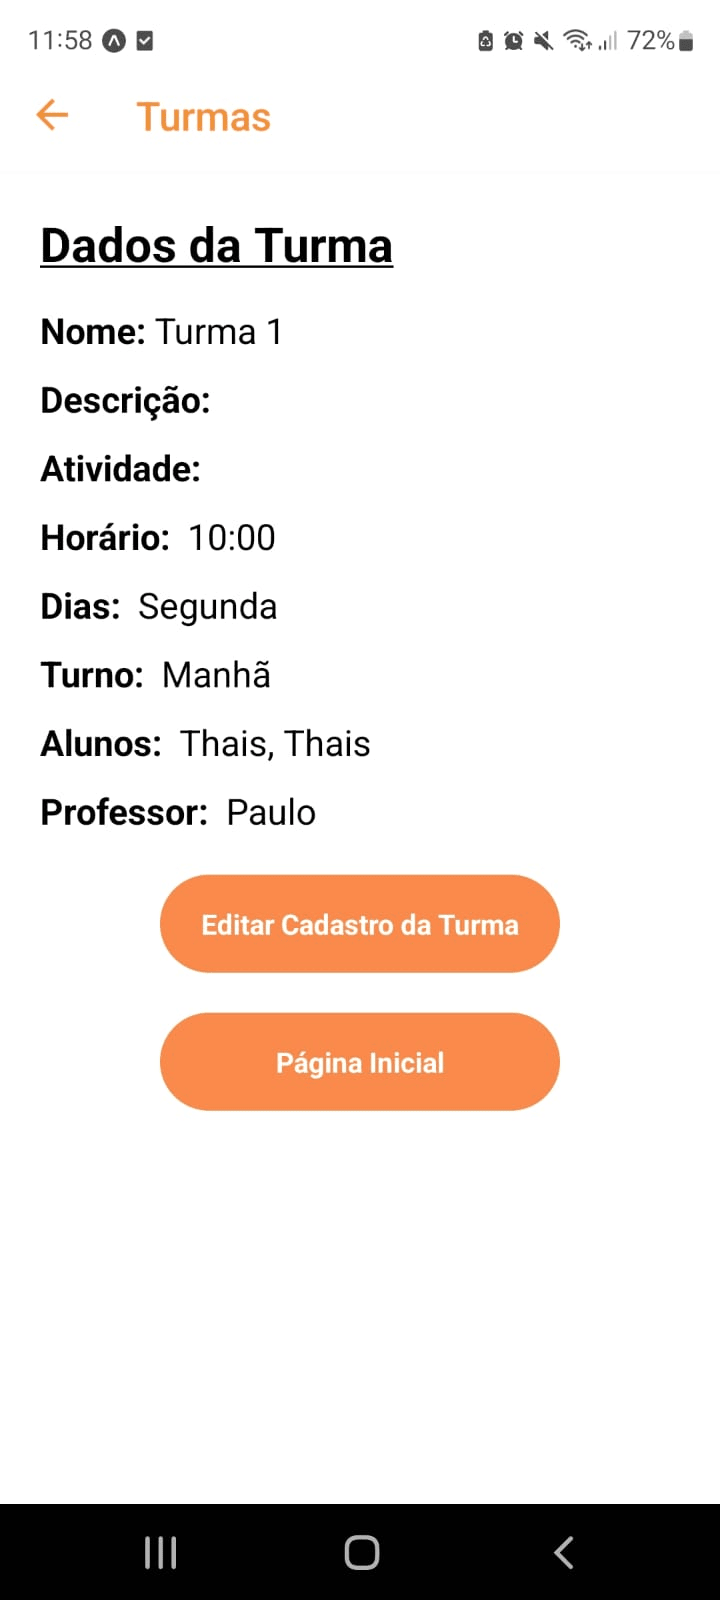 11:58 72%
Turmas
Dados da Turma
Nome: Turma 1
Descrição:
Atividade:
Horário: 10:00
Dias: Segunda
Turno: Manhã
Alunos: Thais, Thais
Professor: Paulo
Editar Cadastro da Turma
Página Inicial